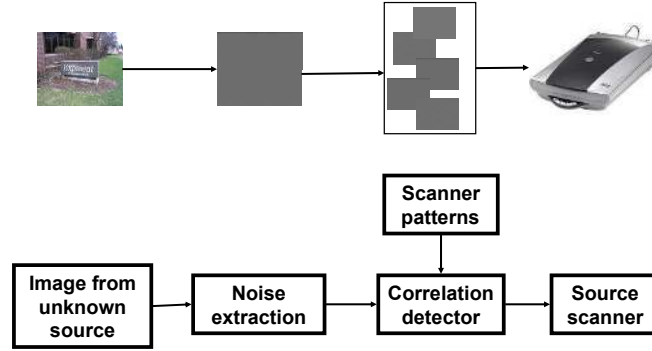 Scanner
patterns
Image from
unknown
source
Noise
extraction
Correlation
detector
Source
scanner